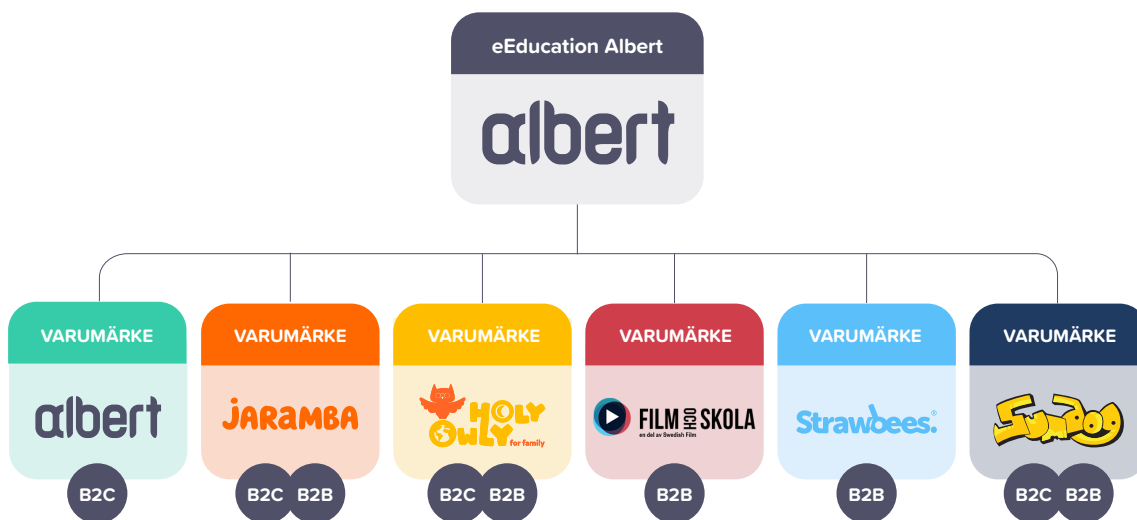 eEducation Albert
albert
VARUMÄRKE
albert
B2C
VARUMÄRKE
JARAMBA
B2C B2B
VARUMÄRKE
HOLY
OWLY
for family
B2C B2B
VARUMÄRKE
FILM OCH SKOLA
en del av Swedish Film
B2B
VARUMÄRKE
Strawbees.®
B2B
VARUMÄRKE
Sumdog
B2C B2B